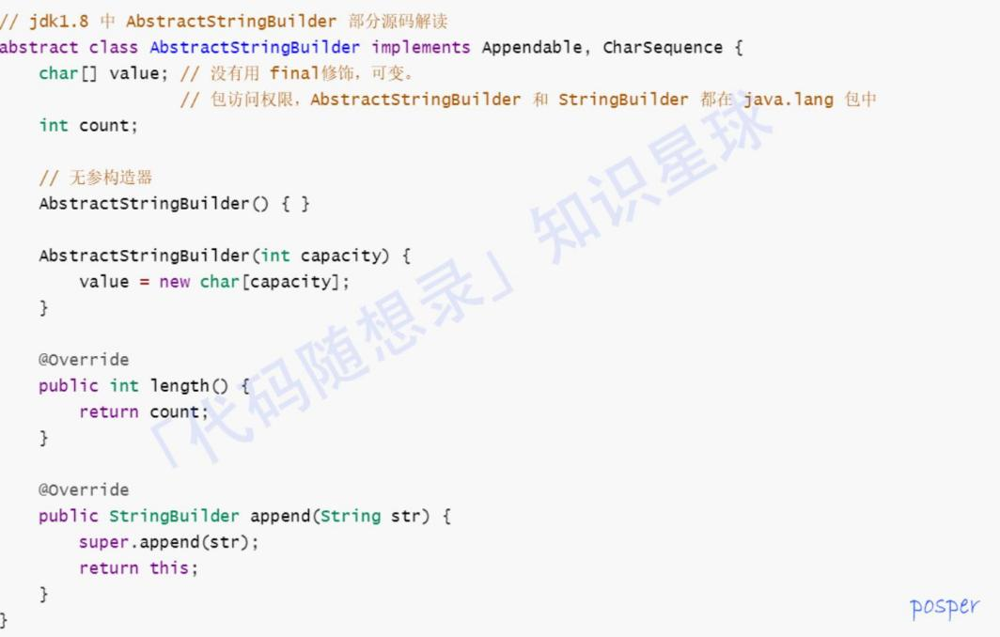 // jdk1.8 中 AbstractStringBuilder 部分源码解读
abstract class AbstractStringBuilder implements Appendable, CharSequence {
    char[] value; // 没有用 final修饰，可变。
                  // 包访问权限，AbstractStringBuilder 和 StringBuilder 都在 java.lang 包中
    int count;

    // 无参构造器
    AbstractStringBuilder() { }

    AbstractStringBuilder(int capacity) {
        value = new char[capacity];
    }

    @Override
    public int length() {
        return count;
    }

    @Override
    public StringBuilder append(String str) {
        super.append(str);
        return this;
    }
}
「代码随想录」知识星球
posper